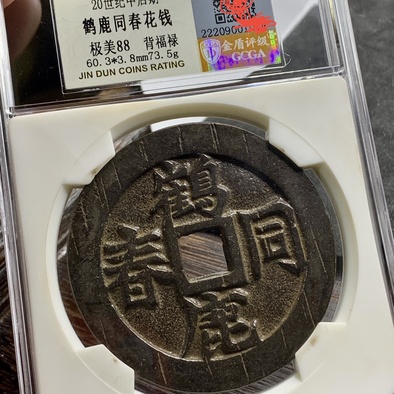 20世纪中后期
鹤鹿同春花钱
极美88 背福禄
60.3*3.8mm73.5g
JIN DUN COINS RATING
金盾评级
GCGA
鶴
春 同
鹿